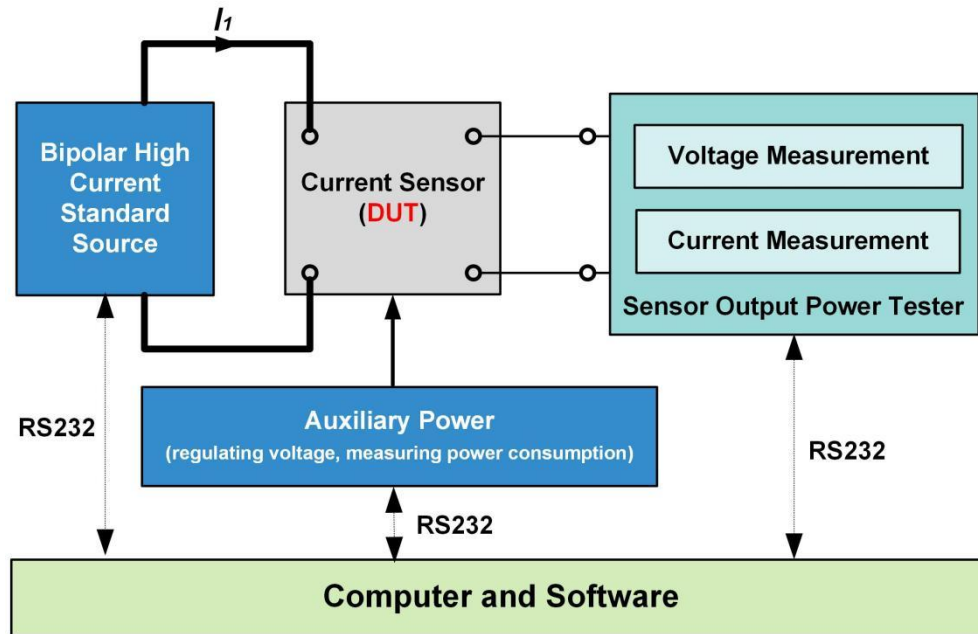 I1
Bipolar High
Current
Standard
Source
Current Sensor
(DUT)
Voltage Measurement
Current Measurement
Sensor Output Power Tester
Auxiliary Power
(regulating voltage, measuring power consumption)
RS232
RS232
RS232
Computer and Software